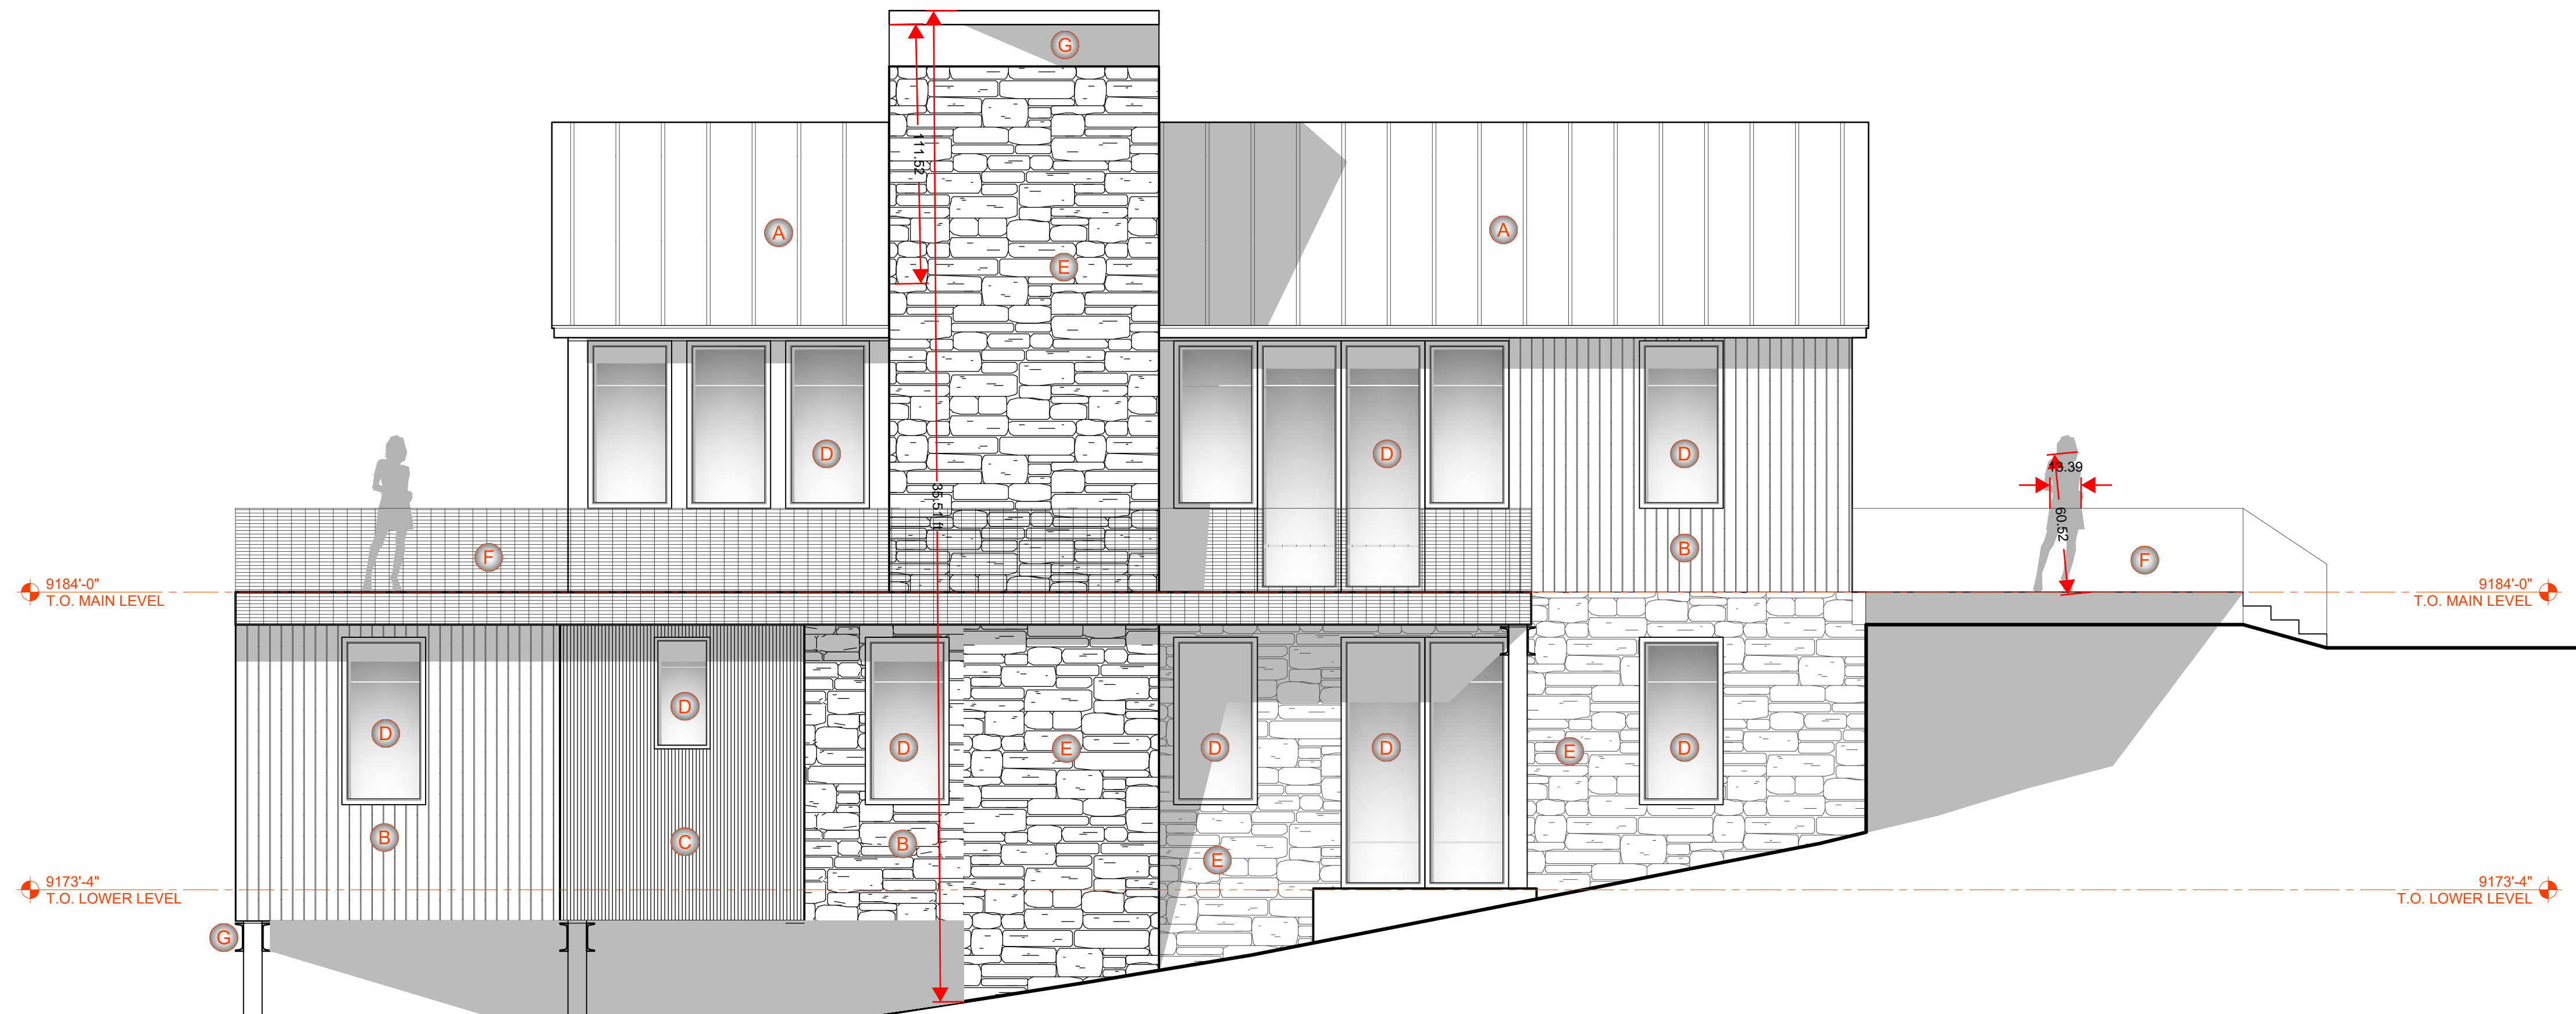 G
111.52
A
A
E
13.39
D
D
D
35.51 ft
60.52
F
B
F
9184'-0"
T.O. MAIN LEVEL
9184'-0"
T.O. MAIN LEVEL
D
D
D
E
D
D
E
D
B
C
B
E
9173'-4"
T.O. LOWER LEVEL
9173'-4"
T.O. LOWER LEVEL
G